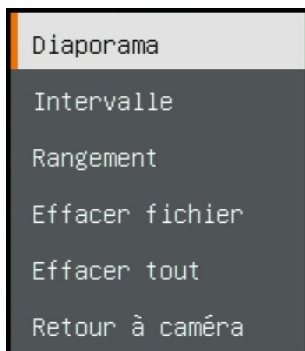 Diaporama
Intervalle
Rangement
Effacer fichier
Effacer tout
Retour à caméra